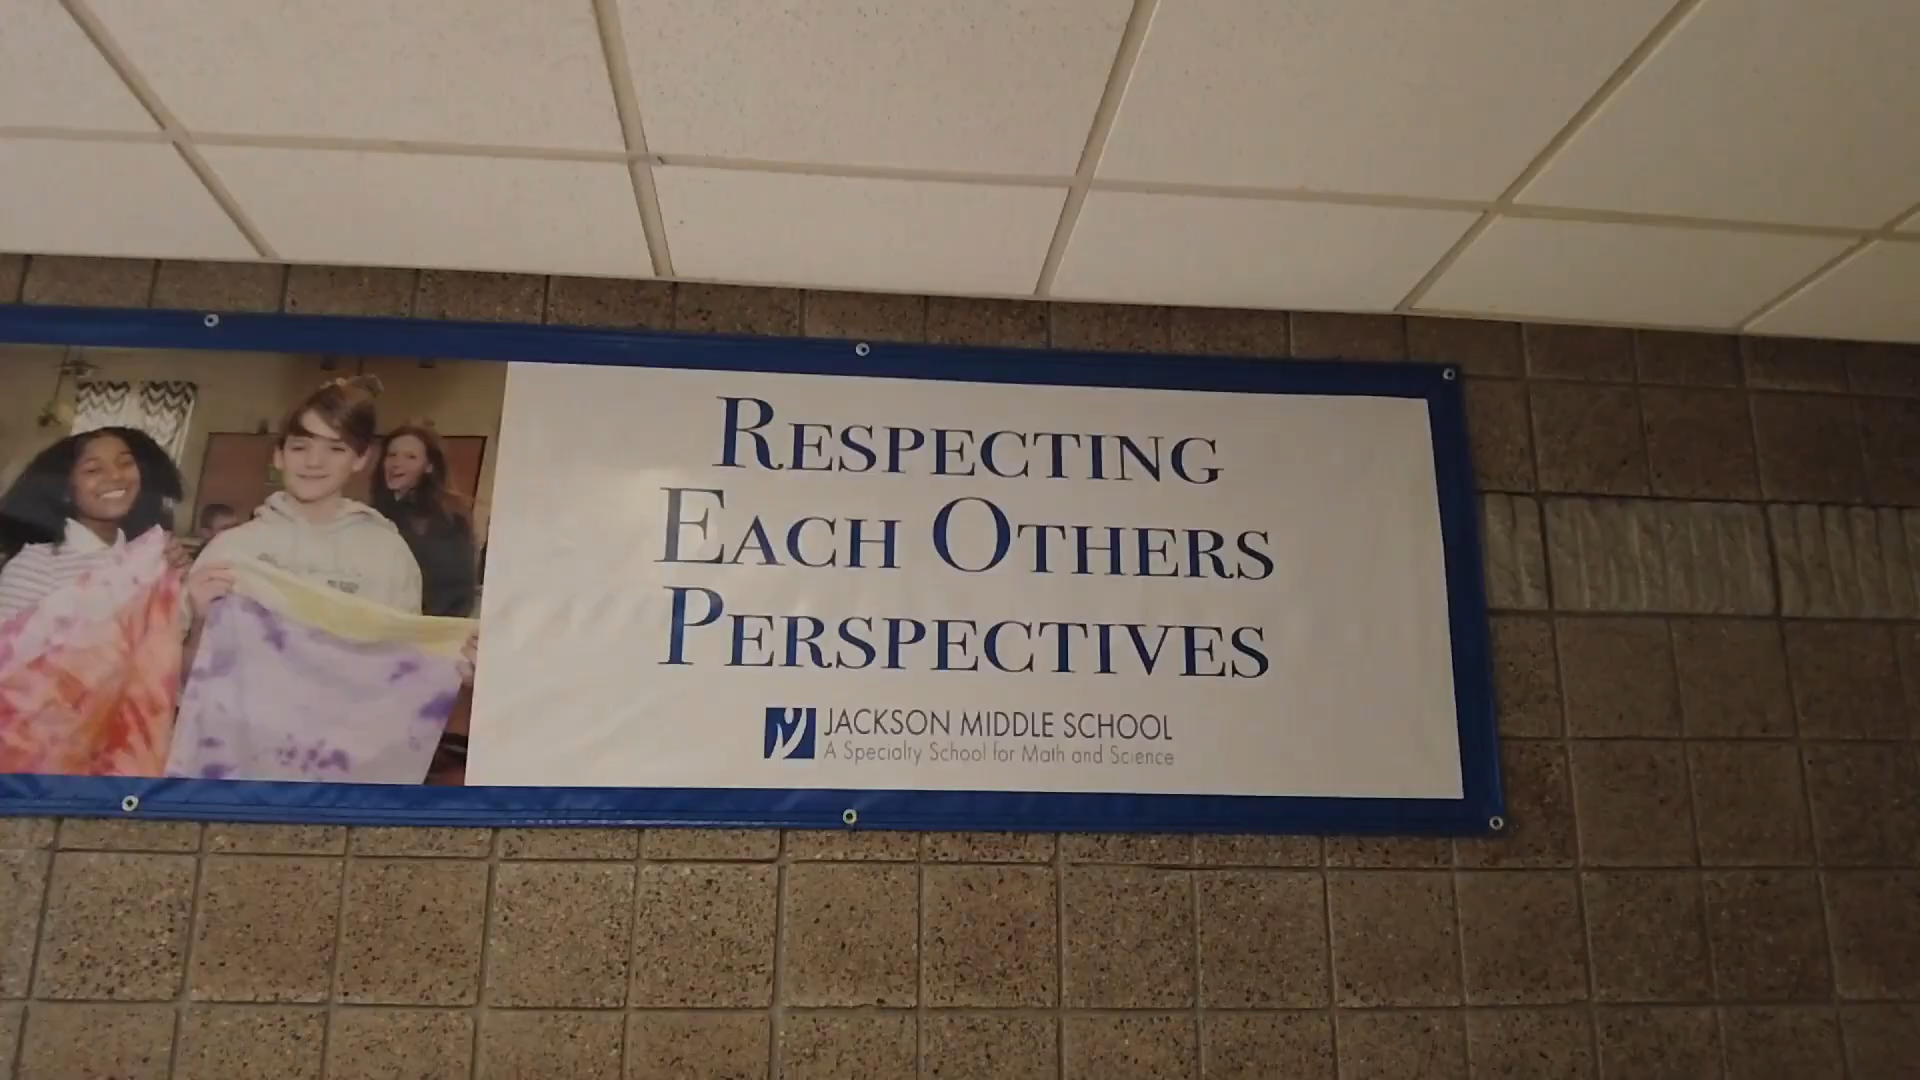 RESPECTING
EACH OTHERS
PERSPECTIVES
JACKSON MIDDLE SCHOOL
A Specialty School for Math and Science